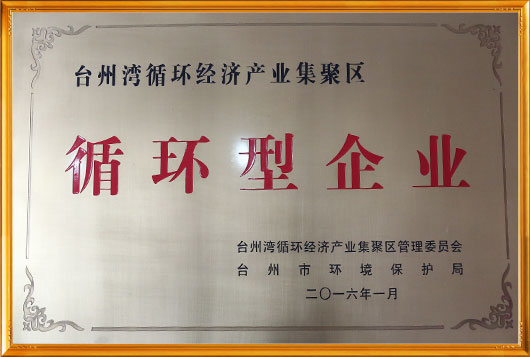 台州湾循环经济产业集聚区
循环型企业
台州湾循环经济产业集聚区管理委员会
台州市环境保护局
二〇一六年一月